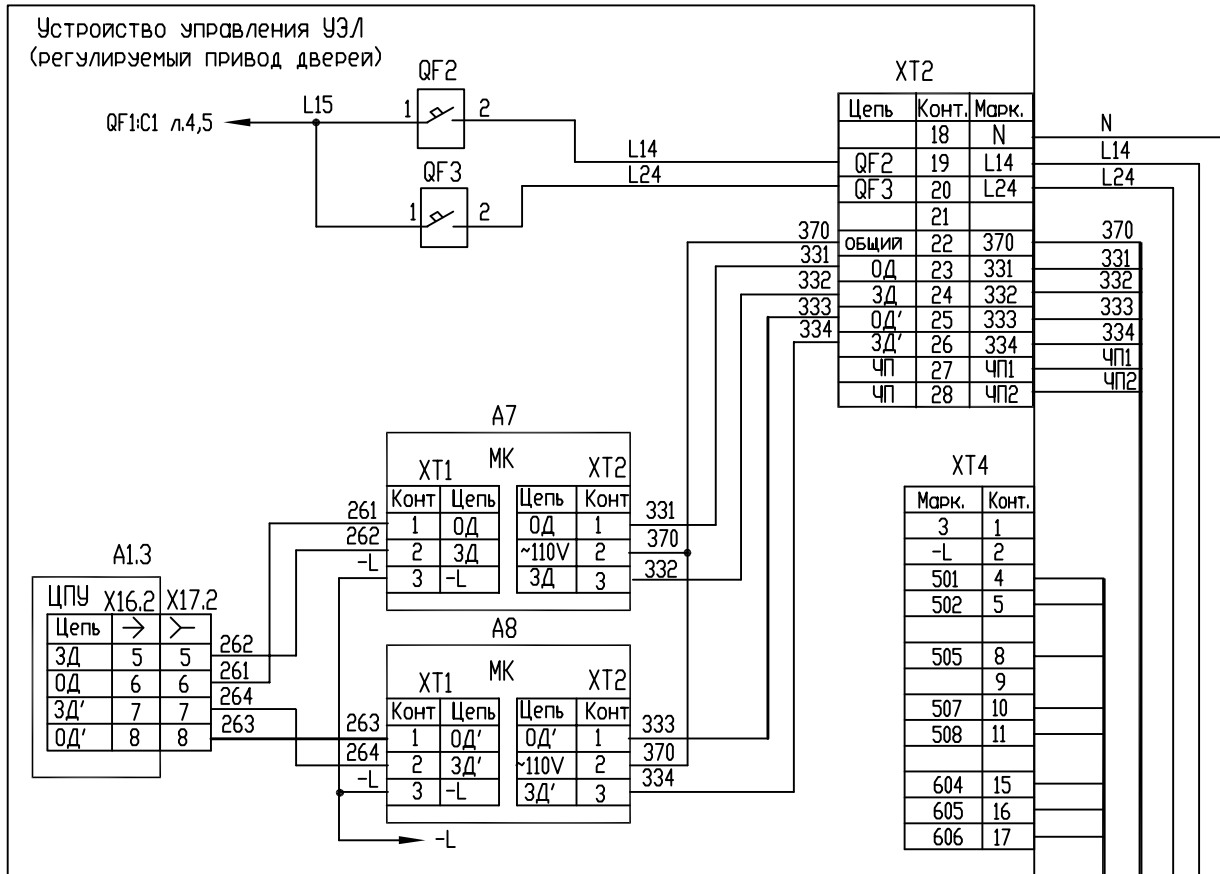 Устройство управления УЭЛ
(регулируемый привод дверей)
QF1:C1 л.4,5
L15
QF2
1 2
L14
QF3
1 2
L24
XT2
Цепь Конт. Марк.
18 N
QF2 19 L14
QF3 20 L24
21
общий 22 370
ОД 23 331
ЗД 24 332
ОД' 25 333
ЗД' 26 334
ЧП 27 ЧП1
ЧП 28 ЧП2
370
331
332
333
334
N
L14
L24
370
331
332
333
334
ЧП1
ЧП2
A7
МК
XT1 XT2
Конт Цепь Цепь Конт
1 ОД ОД 1
2 ЗД ~110V 2
3 -L ЗД 3
261
262
-L
331
370
332
A1.3
ЦПУ X16.2 X17.2
Цепь
ЗД 5 5
ОД 6 6
ЗД' 7 7
ОД' 8 8
262
261
264
263
A8
МК
XT1 XT2
Конт Цепь Цепь Конт
1 ОД' ОД' 1
2 ЗД' ~110V 2
3 -L ЗД' 3
263
264
-L
333
370
334
-L
XT4
Марк. Конт.
3 1
-L 2
501 4
502 5
505 8
9
507 10
508 11
604 15
605 16
606 17